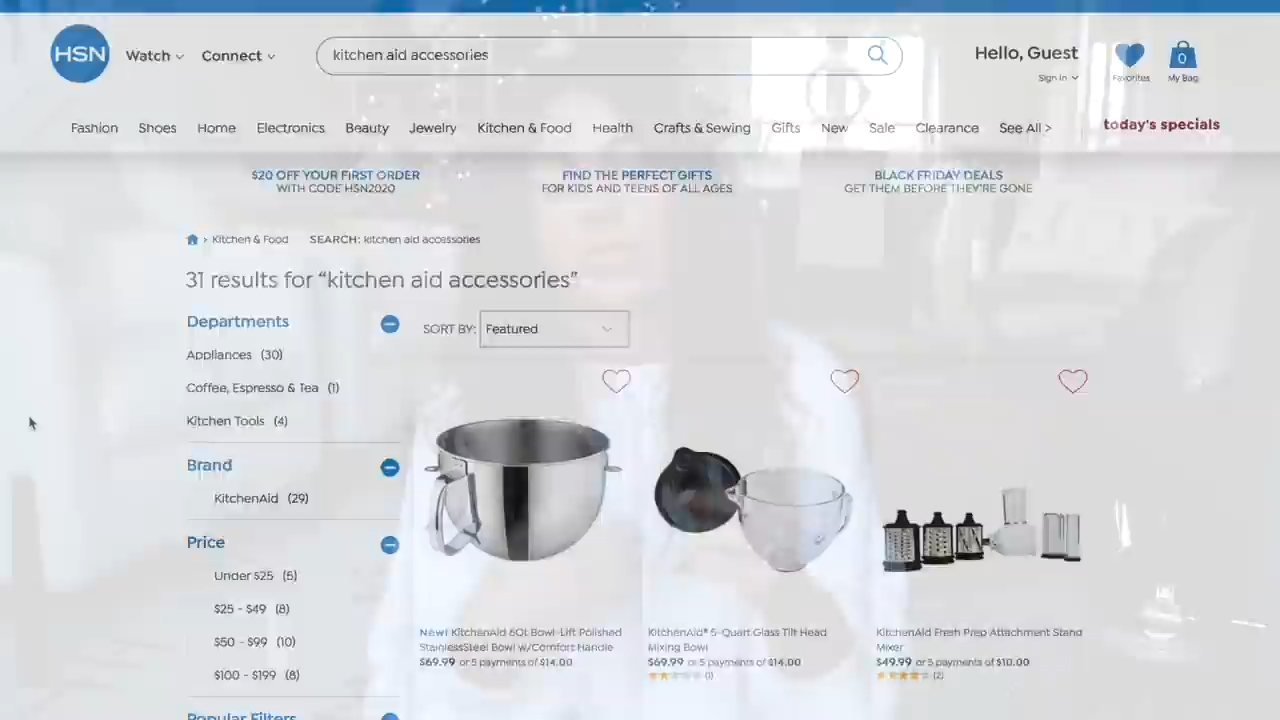 HSN
Watch
Connect
kitchen aid accessories
Hello, Guest
Sign In
Favorites
0
My Bag
Fashion
Shoes
Home
Electronics
Beauty
Jewelry
Kitchen & Food
Health
Crafts & Sewing
Gifts
New
Sale
Clearance
See All >
today's specials
$20 OFF YOUR FIRST ORDER
WITH CODE HSN2020
FIND THE PERFECT GIFTS
FOR KIDS AND TEENS OF ALL AGES
BLACK FRIDAY DEALS
GET THEM BEFORE THEY'RE GONE
Kitchen & Food
SEARCH: kitchen aid accessories
31 results for “kitchen aid accessories”
Departments
Appliances (30)
Coffee, Espresso & Tea (1)
Kitchen Tools (4)
Brand
KitchenAid (29)
Price
Under $25 (5)
$25 - $49 (8)
$50 - $99 (10)
$100 - $199 (8)
Popular Filters
SORT BY: Featured
New! KitchenAid 6Qt Bowl-Lift Polished
StainlessSteel Bowl w/Comfort Handle
$69.99 or 5 payments of $14.00
KitchenAid® 5-Quart Glass Tilt Head
Mixing Bowl
$69.99 or 5 payments of $14.00
(1)
KitchenAid Fresh Prep Attachment Stand
Mixer
$49.99 or 5 payments of $10.00
(2)